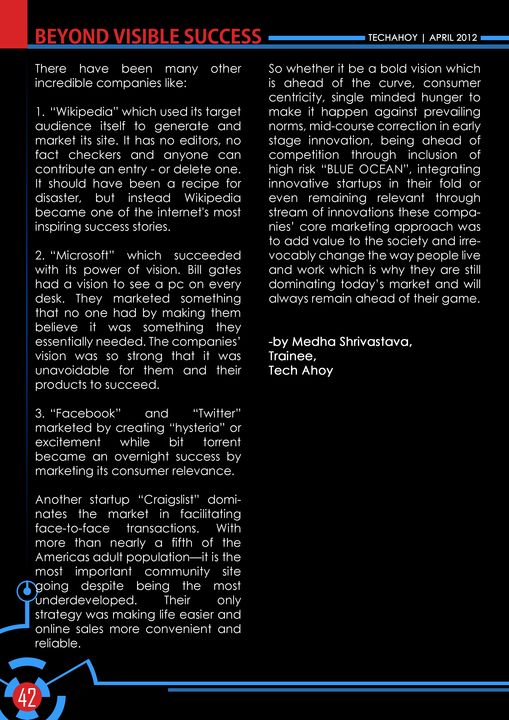 BEYOND VISIBLE SUCCESS
TECHAHOY | APRIL 2012
There have been many other
incredible companies like:
1. “Wikipedia” which used its target
audience itself to generate and
market its site. It has no editors, no
fact checkers and anyone can
contribute an entry - or delete one.
It should have been a recipe for
disaster, but instead Wikipedia
became one of the internet's most
inspiring success stories.
2. “Microsoft” which succeeded
with its power of vision. Bill gates
had a vision to see a pc on every
desk. They marketed something
that no one had by making them
believe it was something they
essentially needed. The companies’
vision was so strong that it was
unavoidable for them and their
products to succeed.
3. “Facebook” and “Twitter”
marketed by creating “hysteria” or
excitement while bit torrent
became an overnight success by
marketing its consumer relevance.
Another startup “Craigslist” domi-
nates the market in facilitating
face-to-face transactions. With
more than nearly a fifth of the
Americas adult population—it is the
most important community site
going despite being the most
underdeveloped. Their only
strategy was making life easier and
online sales more convenient and
reliable.
So whether it be a bold vision which
is ahead of the curve, consumer
centricity, single minded hunger to
make it happen against prevailing
norms, mid-course correction in early
stage innovation, being ahead of
competition through inclusion of
high risk “BLUE OCEAN”, integrating
innovative startups in their fold or
even remaining relevant through
stream of innovations these compa-
nies’ core marketing approach was
to add value to the society and irre-
vocably change the way people live
and work which is why they are still
dominating today’s market and will
always remain ahead of their game.
-by Medha Shrivastava,
Trainee,
Tech Ahoy
42